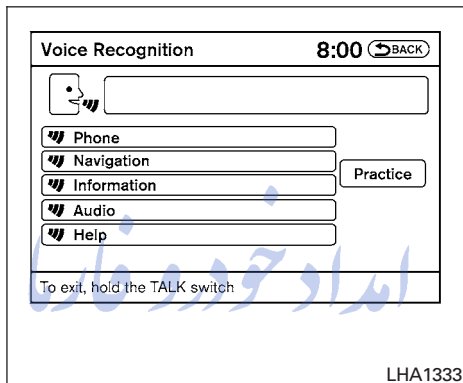 Voice Recognition 8:00 BACK
Phone
Navigation
Information
Practice
Audio
Help
To exit, hold the TALK switch
امداد خودرو فارنا
LHA1333